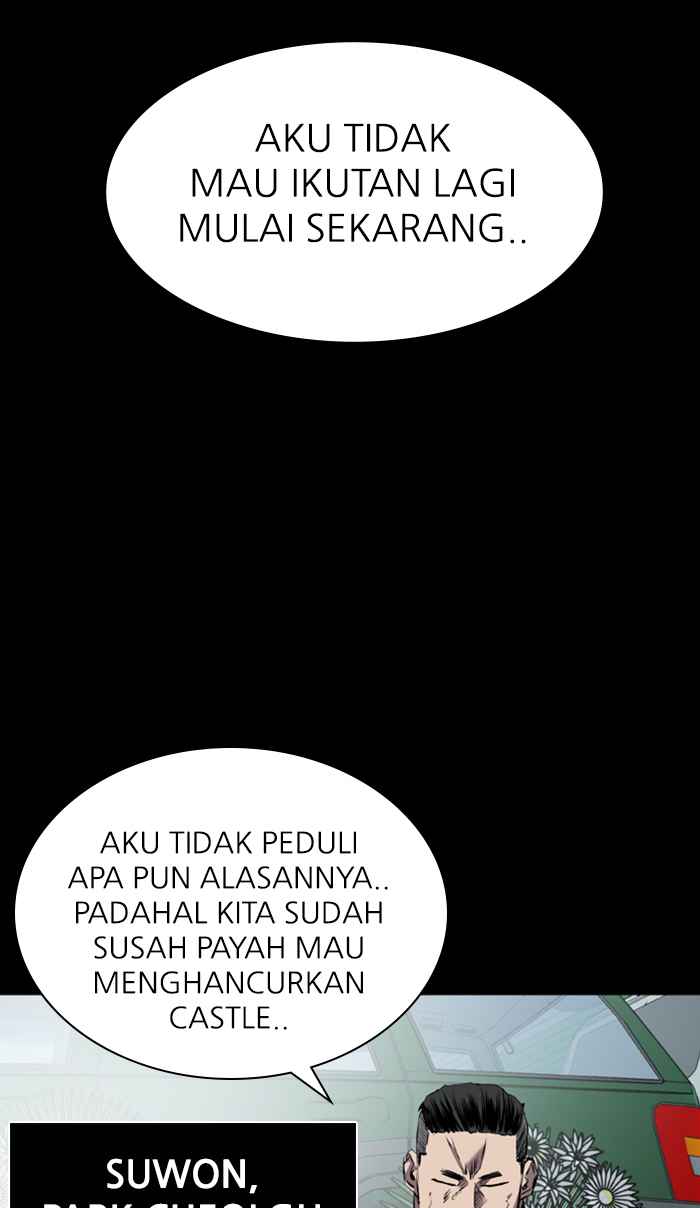 AKU TIDAK
MAU IKUTAN LAGI
MULAI SEKARANG..
AKU TIDAK PEDULI
APA PUN ALASANNYA..
PADAHAL KITA SUDAH
SUSAH PAYAH MAU
MENGHANCURKAN
CASTLE..
SUWON,
PARK